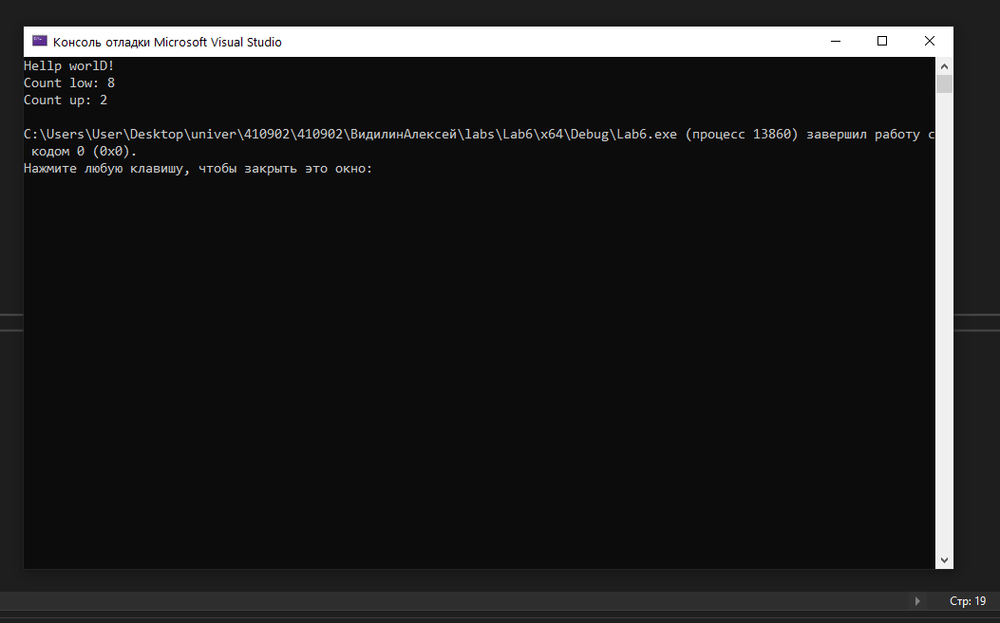 Консоль отладки Microsoft Visual Studio
Hellp worlD!
Count low: 8
Count up: 2
C:\Users\User\Desktop\univer\410902\410902\ВидилинАлексей\labs\Lab6\x64\Debug\Lab6.exe (процесс 13860) завершил работу с
кодом 0 (0x0).
Нажмите любую клавишу, чтобы закрыть это окно:
Стр: 19